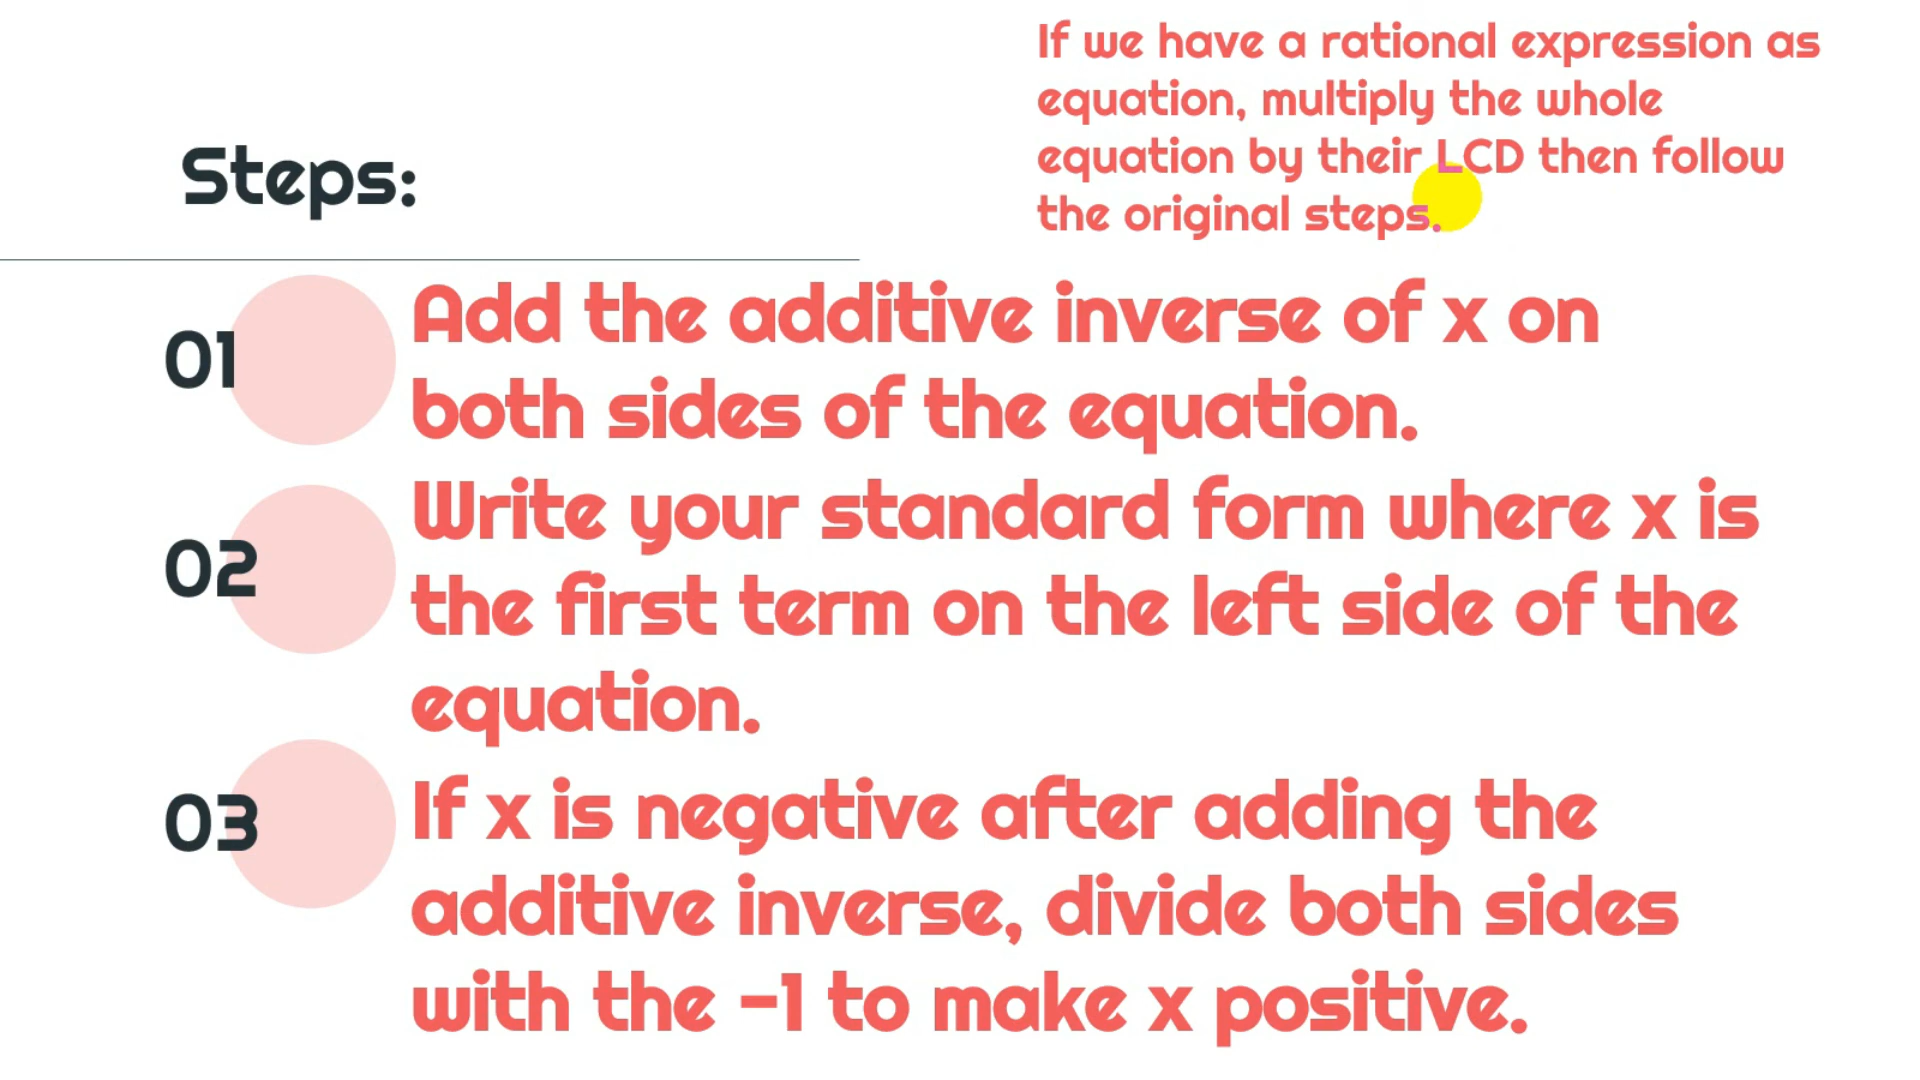 If we have a rational expression as
equation, multiply the whole
equation by their LCD then follow
the original steps.
Steps:
01
Add the additive inverse of x on
both sides of the equation.
02
Write your standard form where x is
the first term on the left side of the
equation.
03
If x is negative after adding the
additive inverse, divide both sides
with the -1 to make x positive.